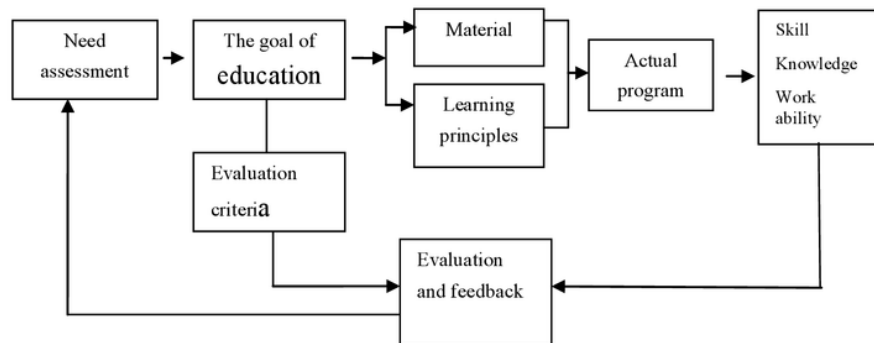 Need
assessment
The goal of
education
Material
Learning
principles
Actual
program
Skill
Knowledge
Work
ability
Evaluation
criteria
Evaluation
and feedback